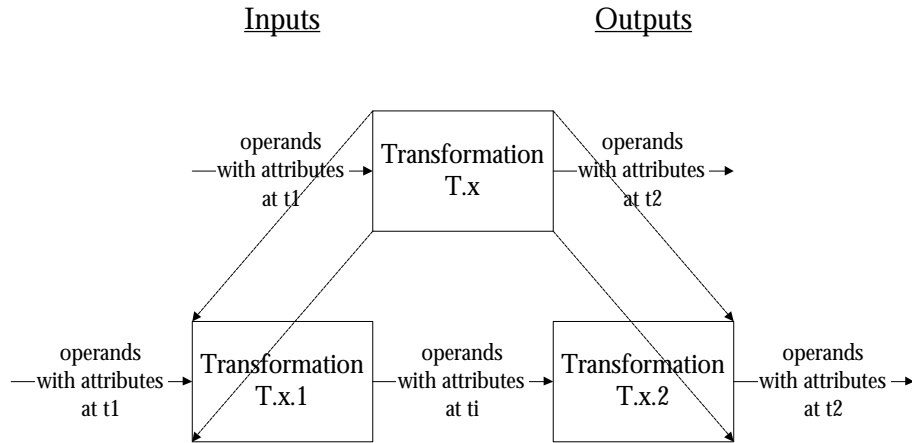 Inputs
Outputs
operands
with attributes
at t1
Transformation
T.x
operands
with attributes
at t2
operands
with attributes
at t1
Transformation
T.x.1
operands
with attributes
at ti
Transformation
T.x.2
operands
with attributes
at t2